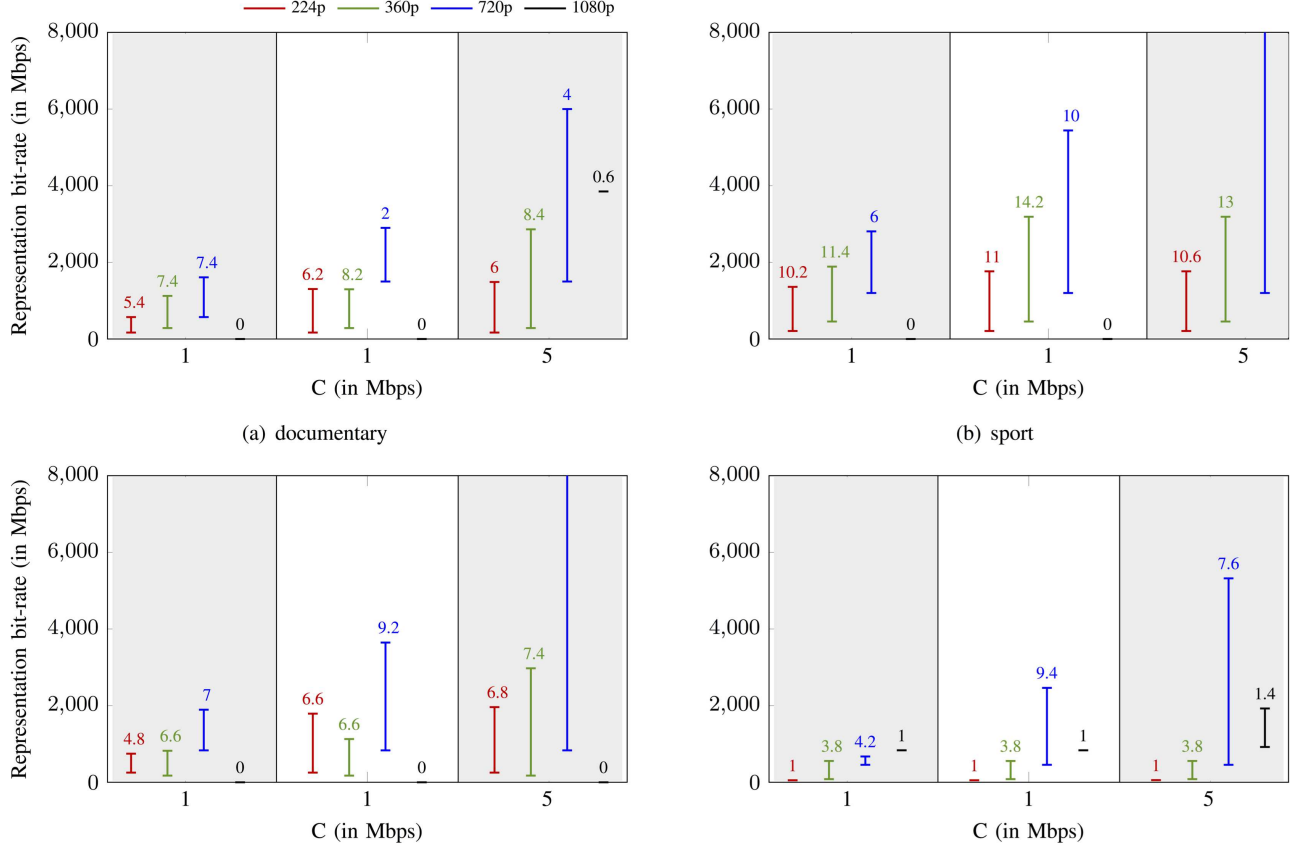 224p 360p 720p 1080p
Representation bit-rate (in Mbps)
8,000
6,000
4,000
2,000
0
5.4 7.4 7.4 0
6.2 8.2 2 0
6 8.4 4 0.6
1 1 5
C (in Mbps)
(a) documentary
8,000
6,000
4,000
2,000
0
10.2 11.4 6 0
11 14.2 10 0
10.6 13
1 1 5
C (in Mbps)
(b) sport
Representation bit-rate (in Mbps)
8,000
6,000
4,000
2,000
0
4.8 6.6 7 0
6.6 6.6 9.2 0
6.8 7.4 0
1 1 5
C (in Mbps)
8,000
6,000
4,000
2,000
0
1 3.8 4.2 1
1 3.8 9.4 1
1 3.8 7.6 1.4
1 1 5
C (in Mbps)